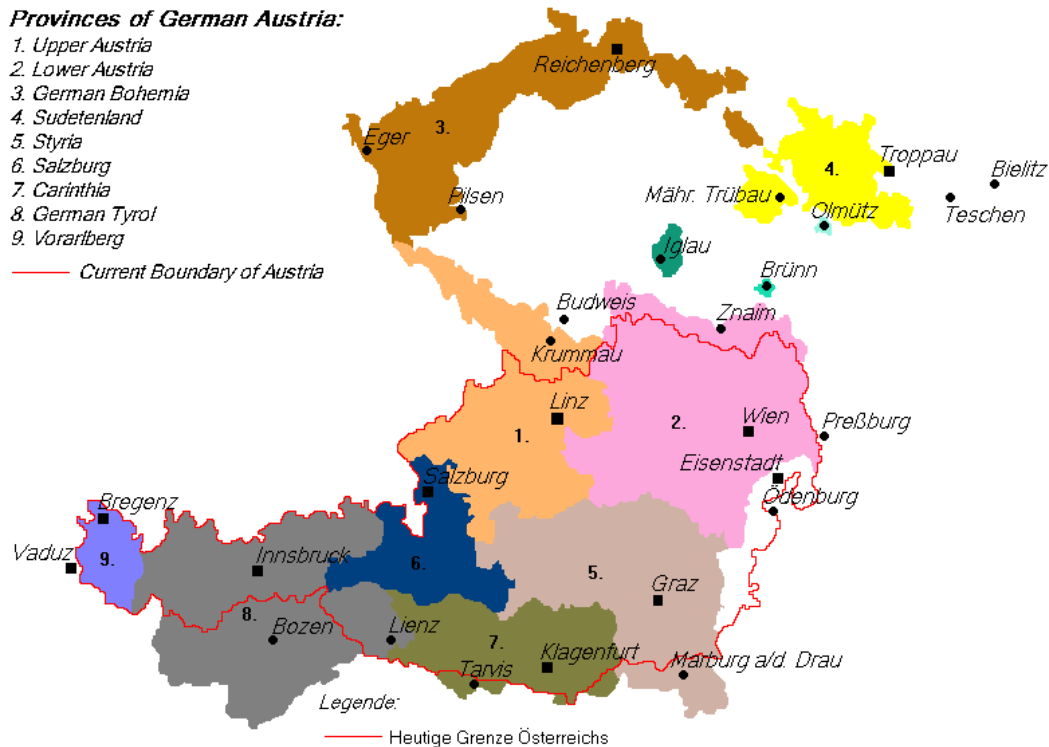 Provinces of German Austria:
1. Upper Austria
2. Lower Austria
3. German Bohemia
4. Sudetenland
5. Styria
6. Salzburg
7. Carinthia
8. German Tyrol
9. Vorarlberg
Current Boundary of Austria
Reichenberg
3.
Eger
Pilsen
4.
Troppau
Bielitz
Mähr. Trübau
Teschen
Olmütz
Iglau
Brünn
Budweis
Znaim
Krummau
Linz
1.
2.
Wien
Preßburg
Eisenstadt
Salzburg
Ödenburg
Bregenz
Vaduz
9.
Innsbruck
6.
5.
Graz
8.
Bozen
Lienz
7.
Klagenfurt
Tarvis
Marburg a/d. Drau
Legende:
Heutige Grenze Österreichs